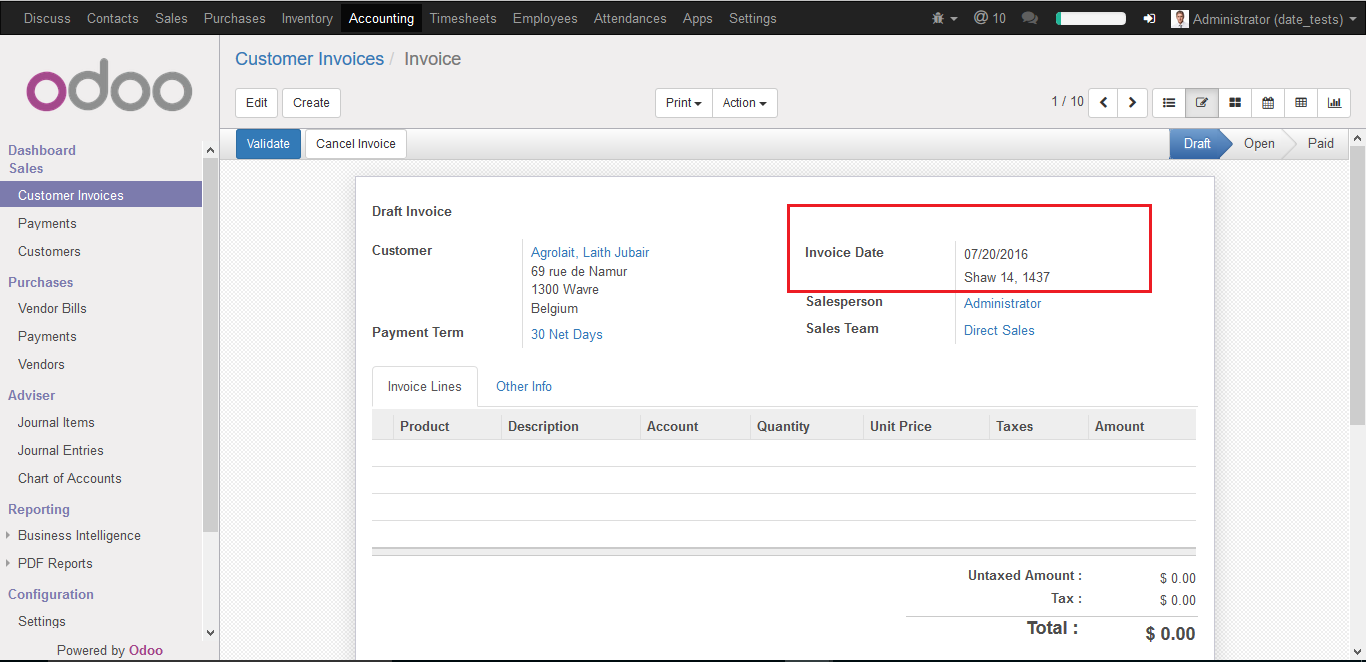 Discuss Contacts Sales Purchases Inventory Accounting Timesheets Employees Attendances Apps Settings @ 10 Administrator (date_tests)
odoo
Customer Invoices / Invoice
Edit Create Print Action 1 / 10
Validate Cancel Invoice Draft Open Paid
Dashboard
Sales
Customer Invoices
Payments
Customers
Purchases
Vendor Bills
Payments
Vendors
Adviser
Journal Items
Journal Entries
Chart of Accounts
Reporting
Business Intelligence
PDF Reports
Configuration
Settings
Powered by Odoo
Draft Invoice
Customer
Agrolait, Laith Jubair
69 rue de Namur
1300 Wavre
Belgium
Payment Term 30 Net Days
Invoice Date 07/20/2016
Shaw 14, 1437
Salesperson Administrator
Sales Team Direct Sales
Invoice Lines Other Info
Product Description Account Quantity Unit Price Taxes Amount
Untaxed Amount : $ 0.00
Tax : $ 0.00
Total : $ 0.00